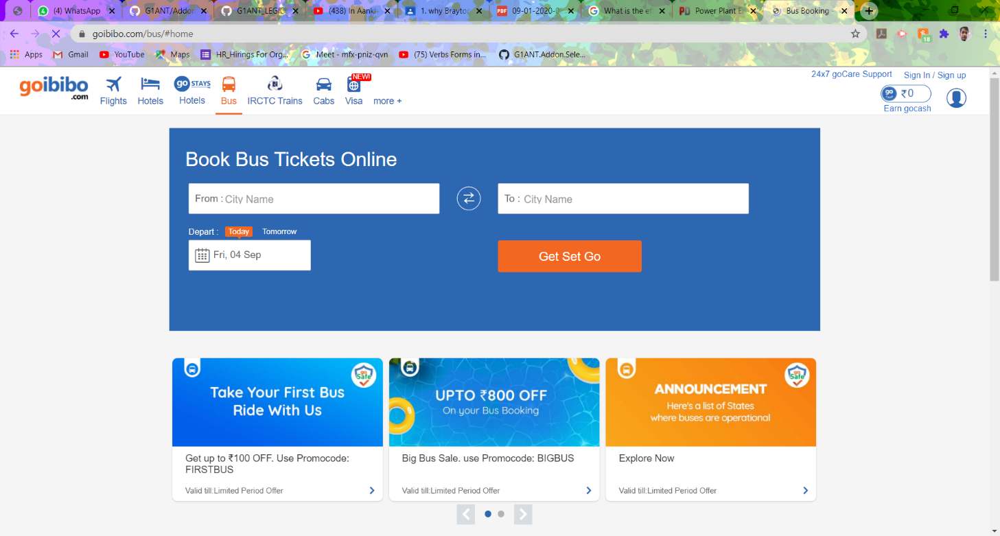 (4) WhatsApp
G1ANT/Addon
G1ANT_LEGIC
(438) In Aankh
1. why Brayton
PDF 09-01-2020-0
What is the ef
Power Plant En
Bus Booking -
goibibo.com/bus/#home
18
Apps Gmail YouTube Maps HR_Hirings For Org... Meet - mfx-pniz-qvn (75) Verbs Forms in... G1ANT.Addon.Sele...
24x7 goCare Support Sign In / Sign up
goibibo.com
go STAYS
NEW!
Flights Hotels Hotels Bus IRCTC Trains Cabs Visa more +
go ₹0
Earn gocash
Book Bus Tickets Online
From : City Name
To : City Name
Depart : Today Tomorrow
Fri, 04 Sep
Get Set Go
go Safe
Take Your First Bus
Ride With Us
Get up to ₹100 OFF. Use Promocode:
FIRSTBUS
Valid till:Limited Period Offer
UPTO ₹800 OFF
On your Bus Booking
Big Bus Sale. use Promocode: BIGBUS
Valid till:Limited Period Offer
go Safe
ANNOUNCEMENT
Here's a list of States
where buses are operational
Explore Now
Valid till:Limited Period Offer